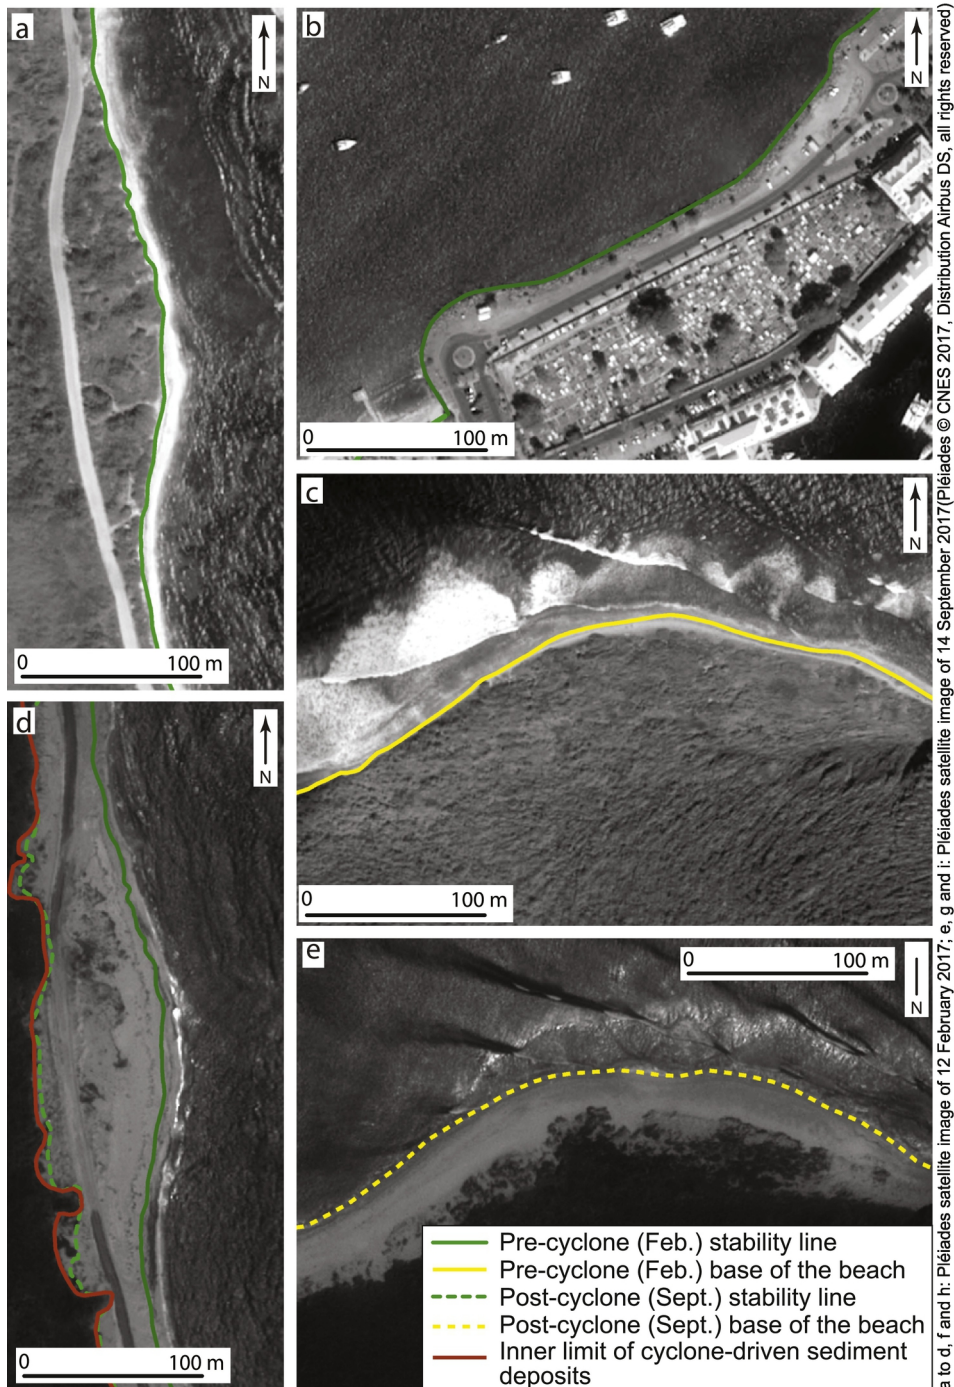 a
N
0
100 m
b
N
0
100 m
c
N
0
100 m
d
N
0
100 m
e
0
100 m
N
Pre-cyclone (Feb.) stability line
Pre-cyclone (Feb.) base of the beach
Post-cyclone (Sept.) stability line
Post-cyclone (Sept.) base of the beach
Inner limit of cyclone-driven sediment
deposits
a to d, f and h: Pléiades satellite image of 12 February 2017; e, g and i: Pléiades satellite image of 14 September 2017(Pléiades © CNES 2017, Distribution Airbus DS, all rights reserved)